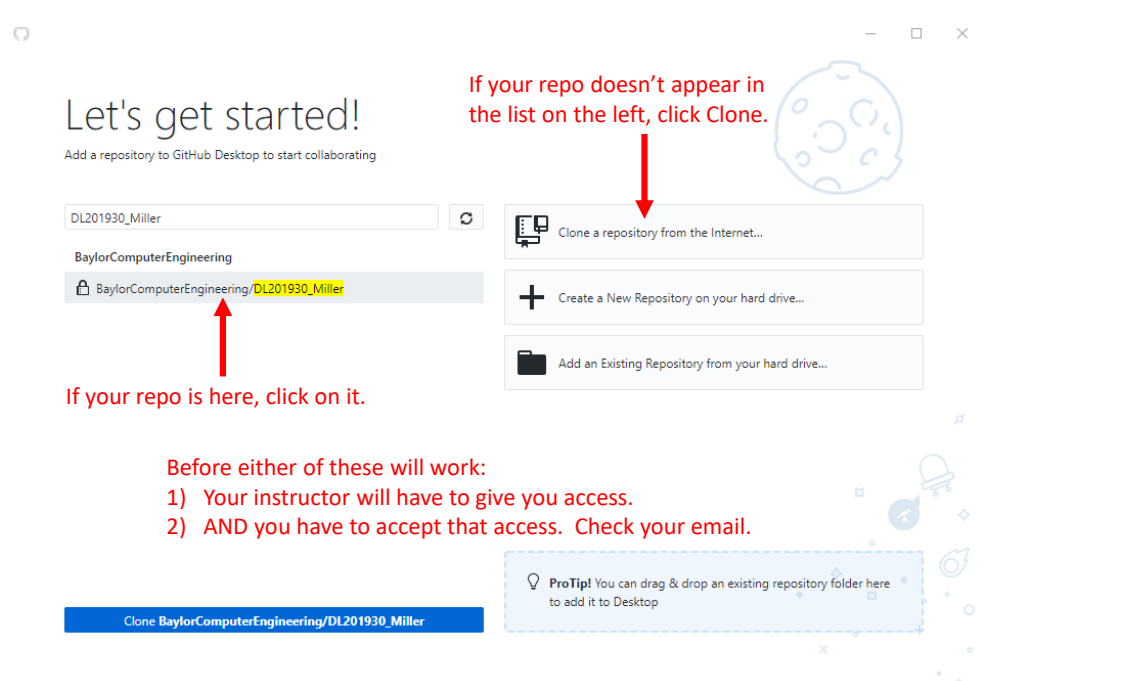 If your repo doesn’t appear in
the list on the left, click Clone.
Let's get started!
Add a repository to GitHub Desktop to start collaborating
DL201930_Miller
BaylorComputerEngineering
BaylorComputerEngineering/DL201930_Miller
Clone a repository from the Internet...
Create a New Repository on your hard drive...
Add an Existing Repository from your hard drive...
If your repo is here, click on it.
Before either of these will work:
1) Your instructor will have to give you access.
2) AND you have to accept that access. Check your email.
ProTip! You can drag & drop an existing repository folder here
to add it to Desktop
Clone BaylorComputerEngineering/DL201930_Miller